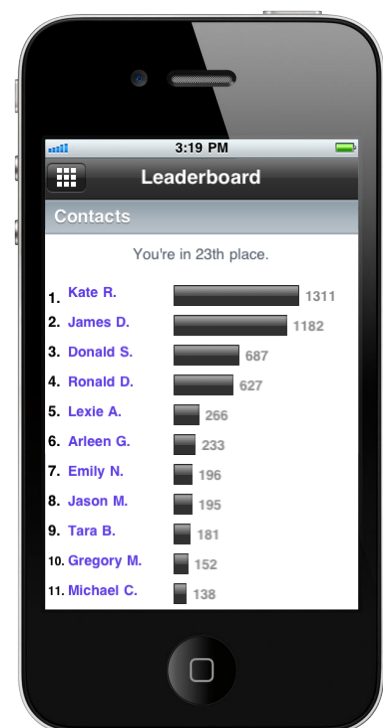 3:19 PM
Leaderboard
Contacts
You're in 23th place.
1. Kate R. 1311
2. James D. 1182
3. Donald S. 687
4. Ronald D. 627
5. Lexie A. 266
6. Arleen G. 233
7. Emily N. 196
8. Jason M. 195
9. Tara B. 181
10. Gregory M. 152
11. Michael C. 138